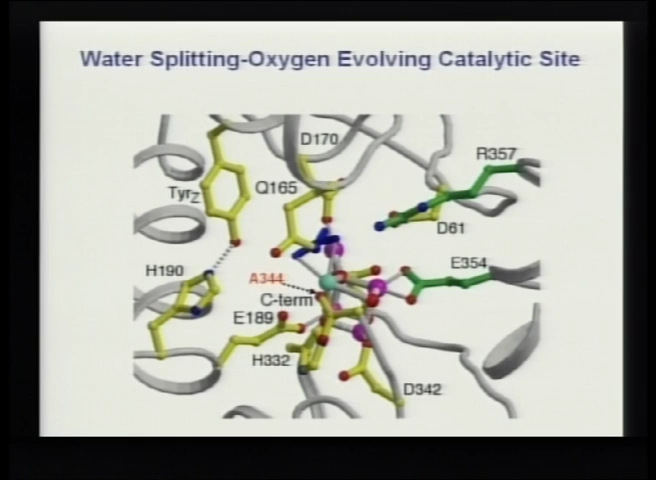 Water Splitting-Oxygen Evolving Catalytic Site
D170
R357
TyrZ
Q165
D61
H190
A344
E354
C-term
E189
H332
D342